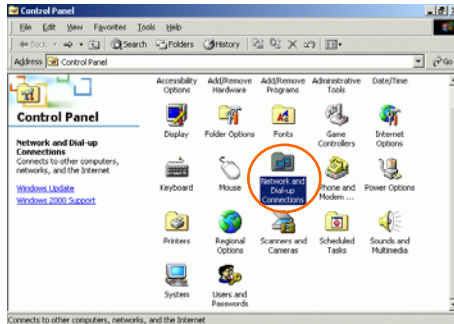 Control Panel
File Edit View Favorites Tools Help
Back Search Folders History
Address Control Panel Go
Control Panel
Network and Dial-up
Connections
Connects to other computers,
networks, and the Internet
Windows Update
Windows 2000 Support
Accessibility Options
Add/Remove Hardware
Add/Remove Programs
Administrative Tools
Date/Time
Display
Folder Options
Fonts
Game Controllers
Internet Options
Keyboard
Mouse
Network and Dial-up Connections
Phone and Modem ...
Power Options
Printers
Regional Options
Scanners and Cameras
Scheduled Tasks
Sounds and Multimedia
System
Users and Passwords
Connects to other computers, networks, and the Internet